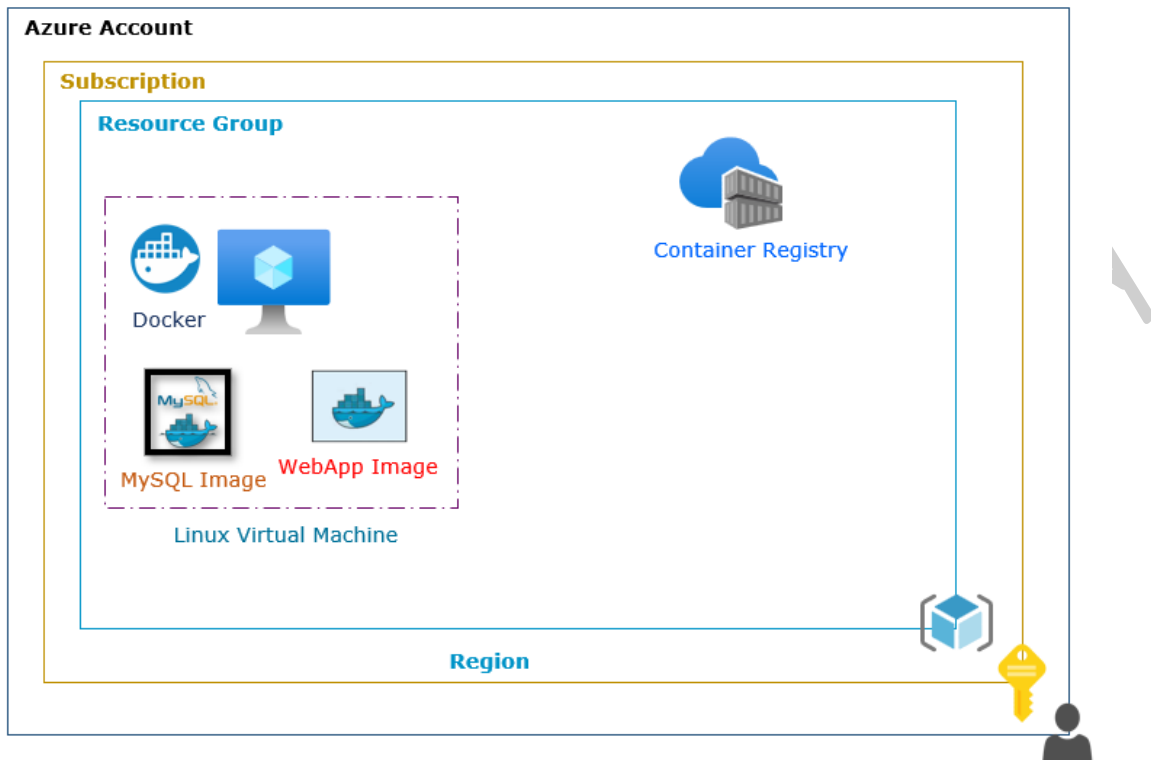 Azure Account
Subscription
Resource Group
Container Registry
Docker
MySQL
MySQL Image
WebApp Image
Linux Virtual Machine
Region